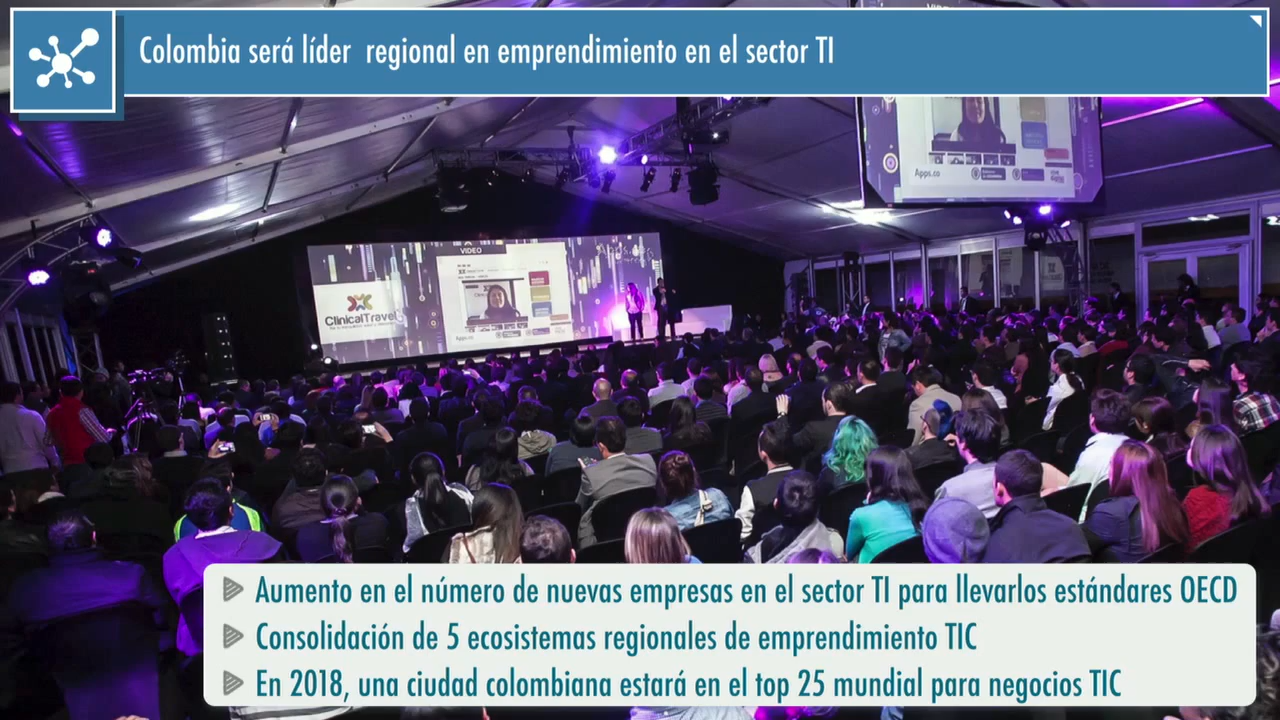 Colombia será líder regional en emprendimiento en el sector TI
VIDEO
Apps.co
ClinicalTravel
Apps.co
Aumento en el número de nuevas empresas en el sector TI para llevarlos estándares OECD
Consolidación de 5 ecosistemas regionales de emprendimiento TIC
En 2018, una ciudad colombiana estará en el top 25 mundial para negocios TIC